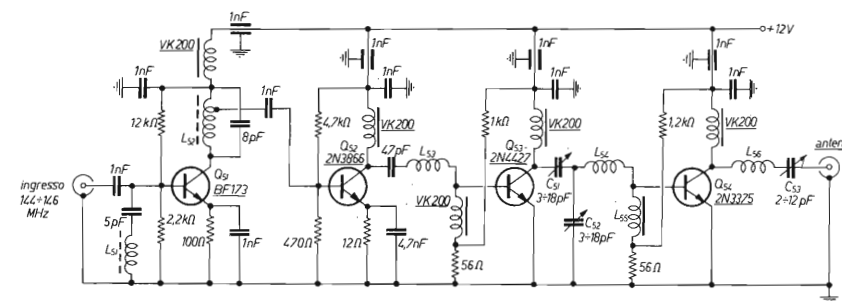 1nF
+12V
VK200
1nF
1nF
1nF
1nF
1nF
1nF
1nF
1nF
12kΩ
L52
8pF
4,7kΩ
VK200
1kΩ
VK200
1,2kΩ
VK200
Q52
2N3866
47pF
L53
Q53
2N4427
L54
L56
antenn
1nF
Q51
BF173
C51
3÷18pF
Q54
2N3375
C53
2÷12pF
ingresso
144÷146
MHz
5pF
2,2kΩ
VK200
C52
3÷18pF
L55
L51
100Ω
1nF
470Ω
12Ω
4,7nF
56Ω
56Ω